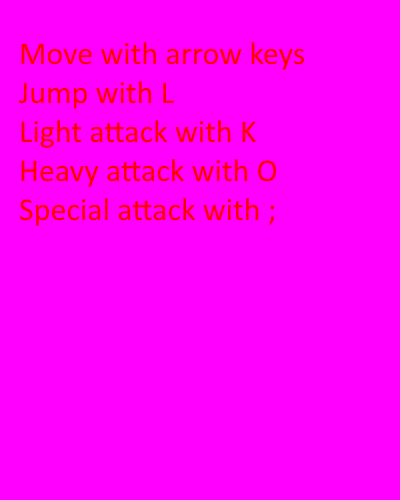 Move with arrow keys
Jump with L
Light attack with K
Heavy attack with O
Special attack with ;